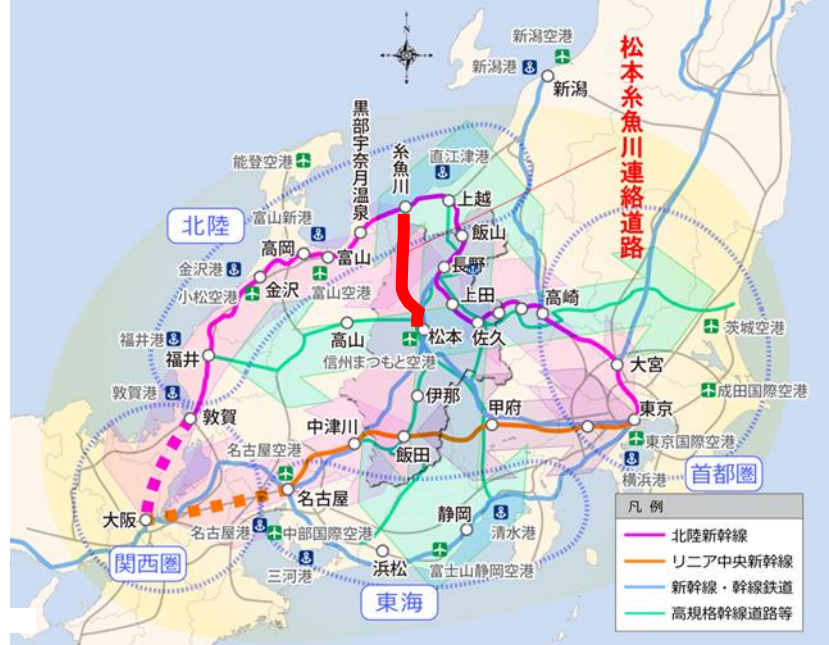 N
新潟空港
新潟港
新潟
松本糸魚川連絡道路
黒部宇奈月温泉
糸魚川
直江津港
能登空港
上越
北陸
富山新港
飯山
高岡
富山
長野
金沢港
金沢
小松空港
富山空港
上田
高崎
福井港
高山
松本
佐久
茨城空港
福井
信州まつもと空港
大宮
敦賀港
伊那
成田国際空港
敦賀
中津川
甲府
東京
名古屋空港
飯田
東京国際空港
横浜港
首都圏
名古屋
大阪
名古屋港
中部国際空港
静岡
清水港
関西圏
三河港
浜松
富士山静岡空港
東海
凡例
北陸新幹線
リニア中央新幹線
新幹線・幹線鉄道
高規格幹線道路等